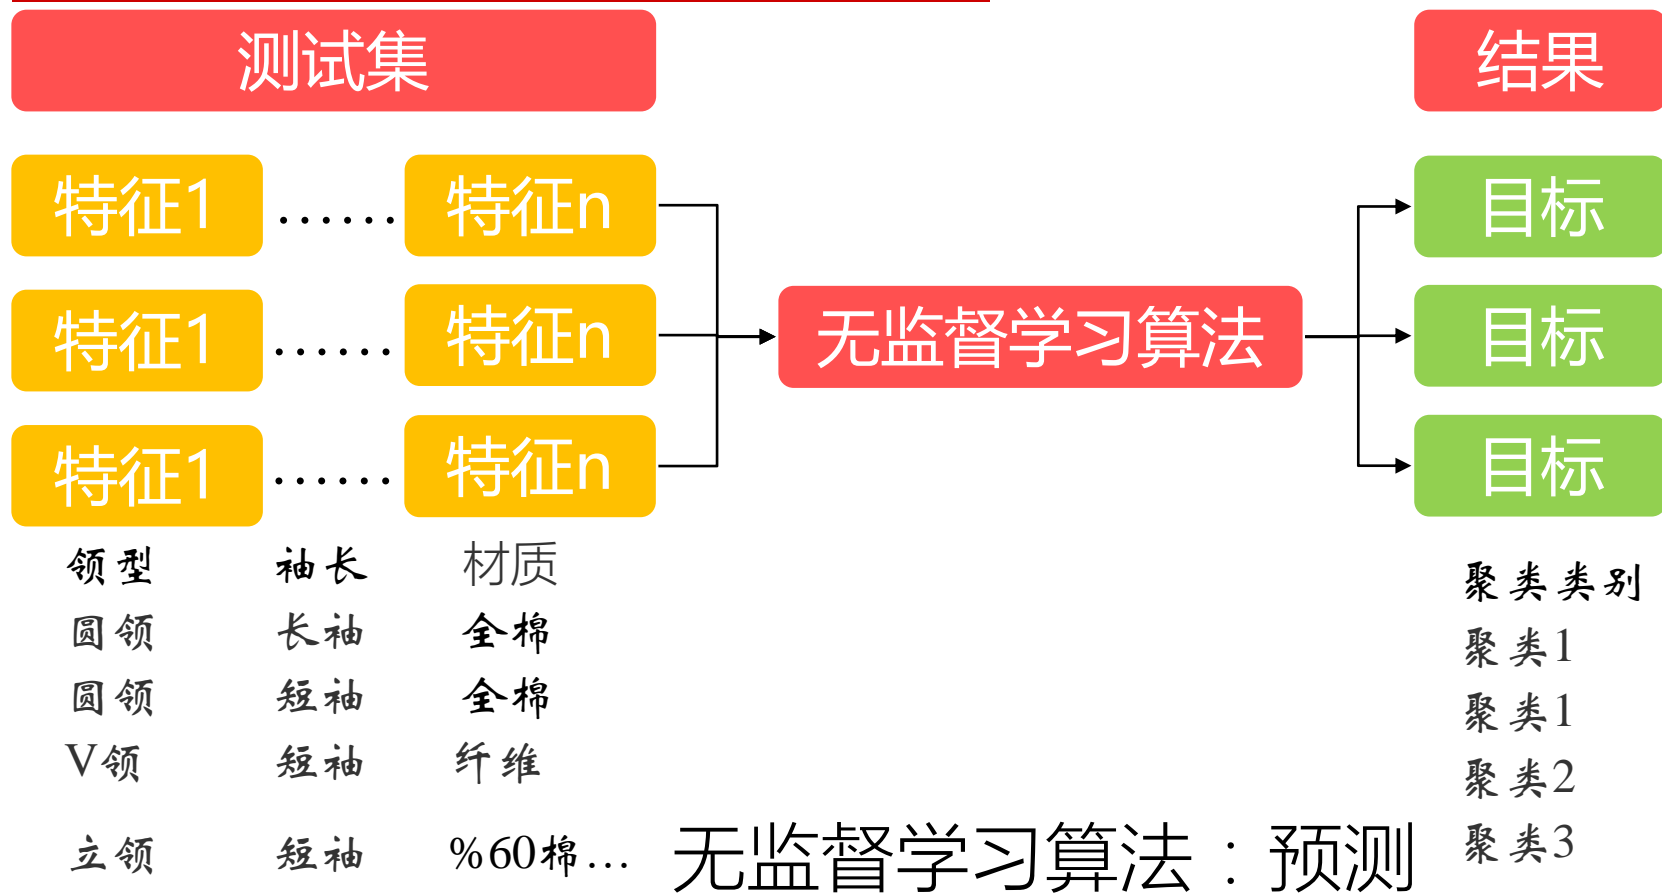 测试集 结果
特征1 …… 特征n 目标
特征1 …… 特征n 无监督学习算法 目标
特征1 …… 特征n 目标
领型 袖长 材质 聚类类别
圆领 长袖 全棉 聚类1
圆领 短袖 全棉 聚类1
V领 短袖 纤维 聚类2
立领 短袖 %60棉… 聚类3
无监督学习算法：预测